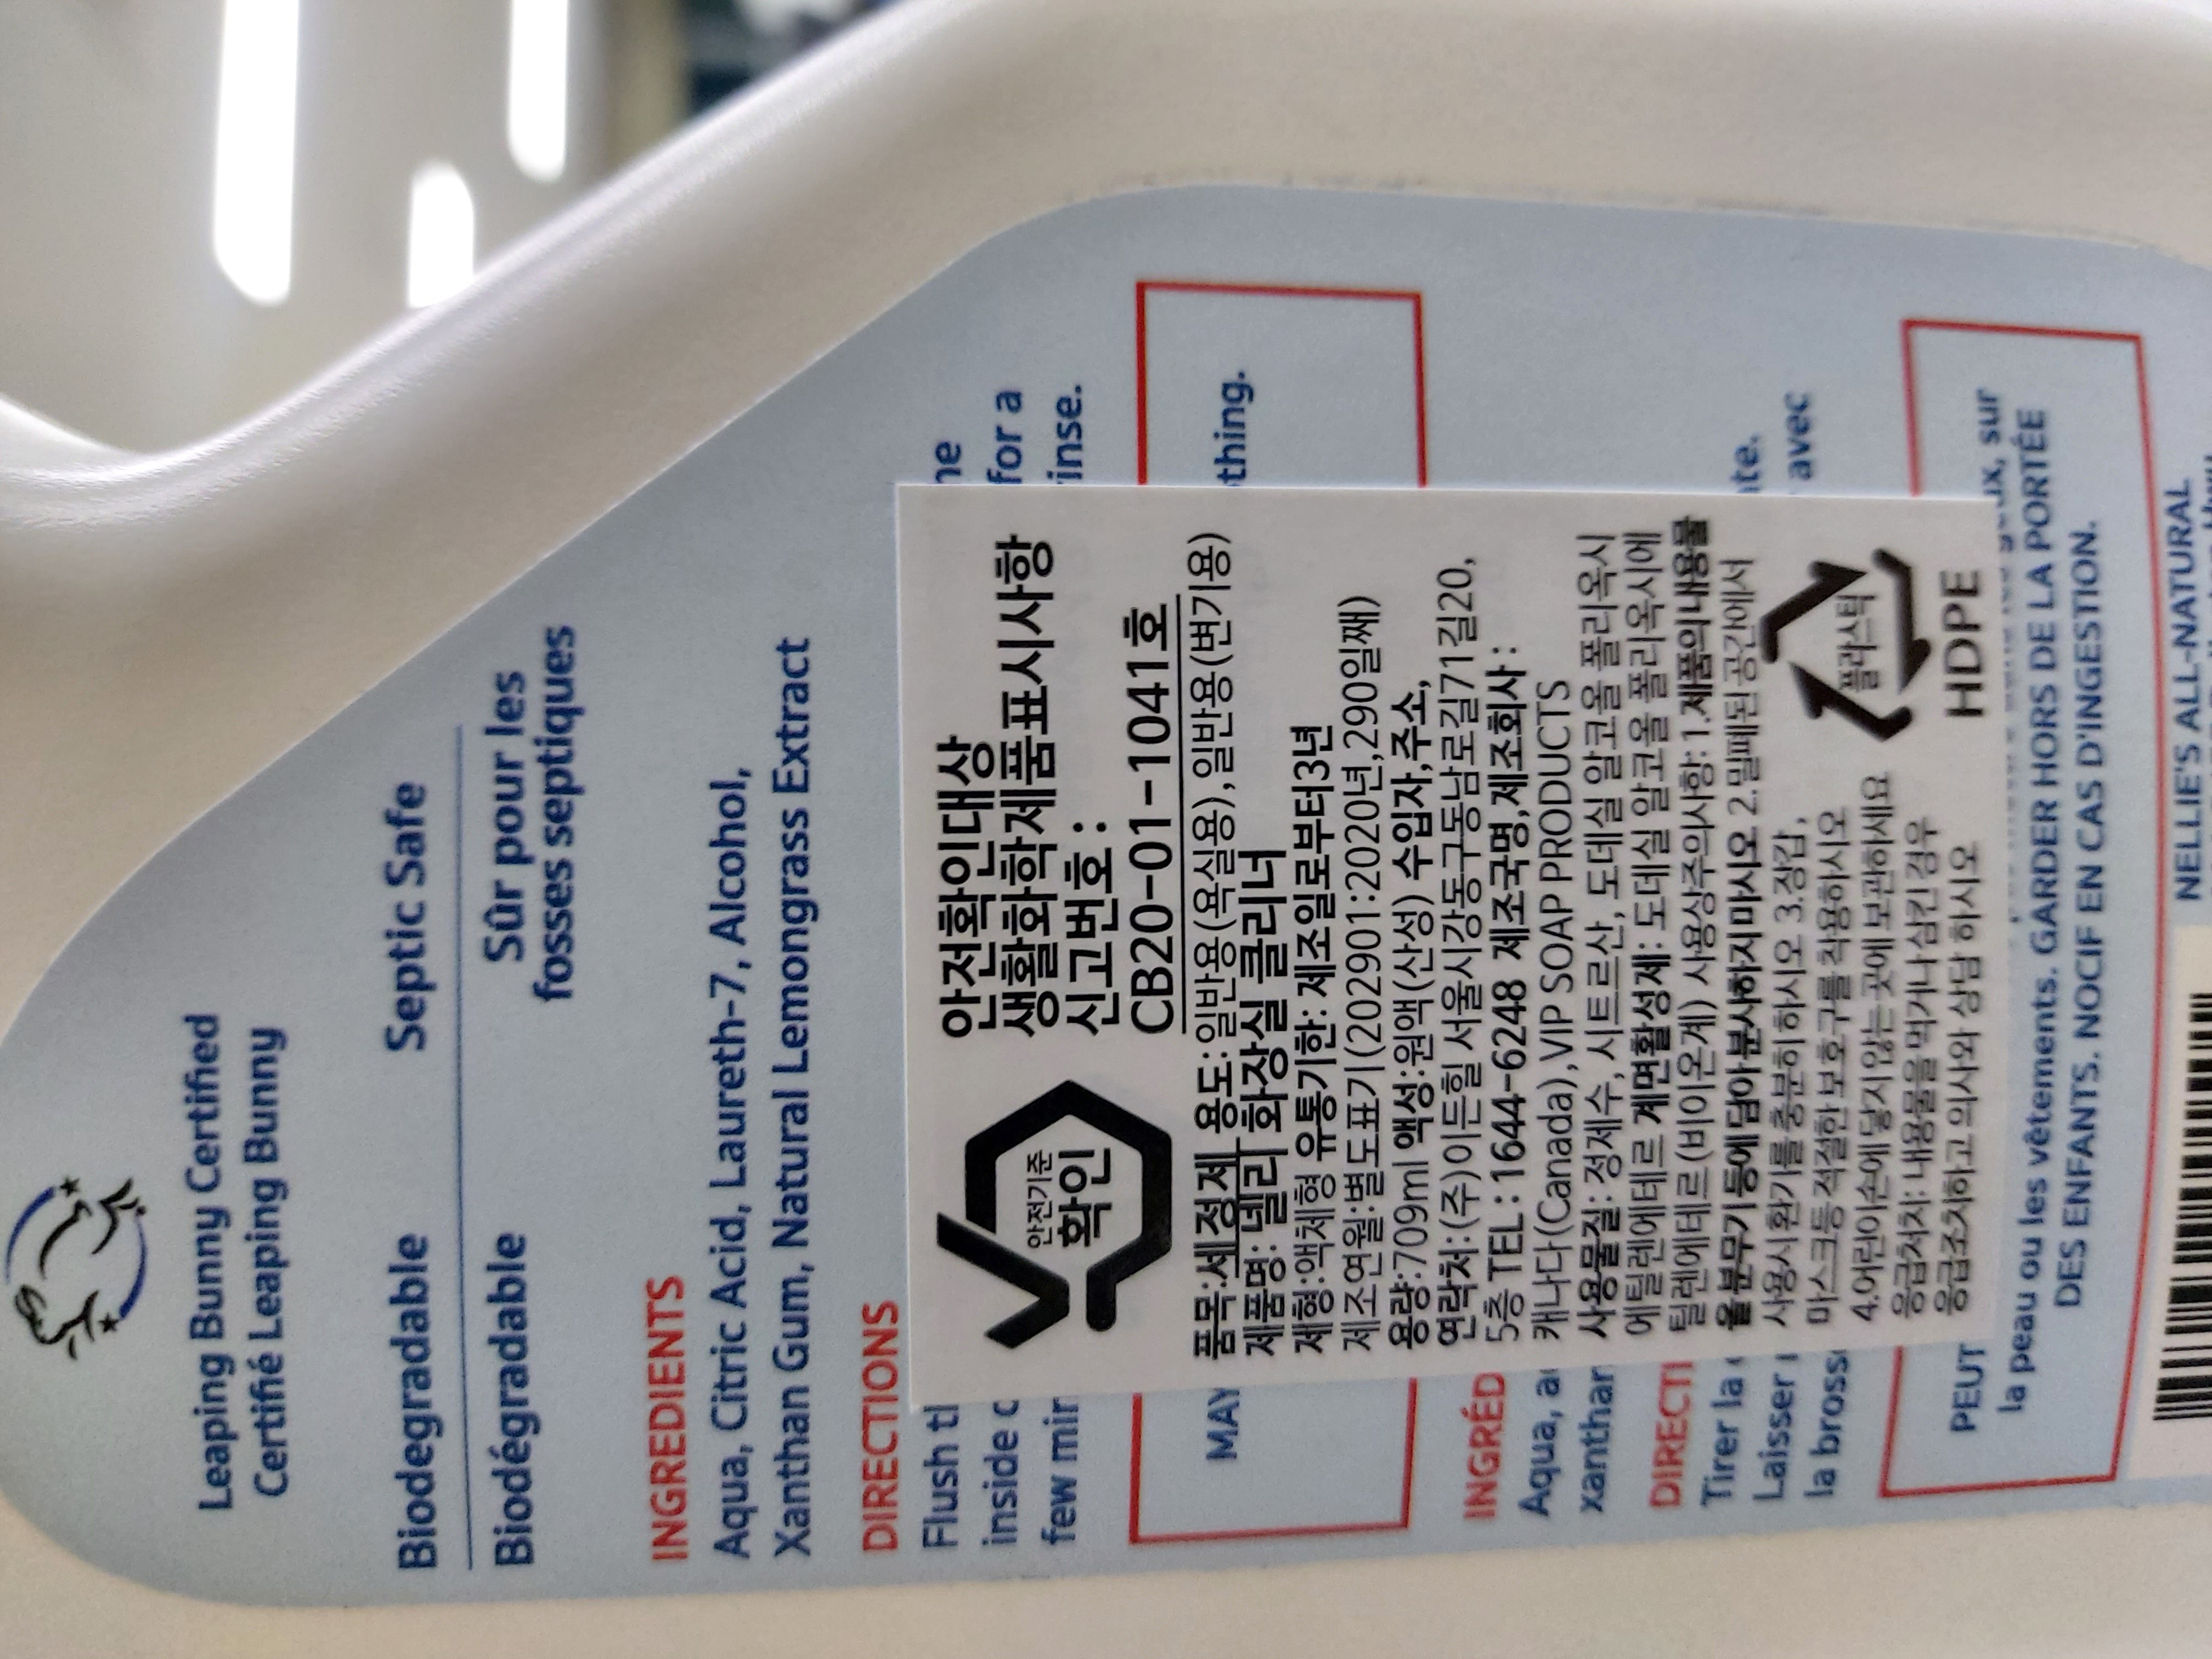 Leaping Bunny Certified
Certifié Leaping Bunny
Biodegradable
Septic Safe
Biodégradable
Sûr pour les
fosses septiques
INGREDIENTS
Aqua, Citric Acid, Laureth-7, Alcohol,
Xanthan Gum, Natural Lemongrass Extract
DIRECTIONS
Flush
inside
few
for a
MAY
안전기준
확인
안전확인대상
생활화학제품표시사항
신고번호 :
CB20-01-1041호
품목:세정제 용도:일반용(욕실용),일반용(변기용)
제품명: 넬리 화장실 클리너
제형:액체형 유통기한: 제조일로부터3년
제조연월:별도표기(202901:2020년,290일째)
용량:709ml 액성:원액(산성) 수입자,주소,
연락처:(주)이든힐 서울시강동구동남로71길20,
5층 TEL : 1644-6248 제조국명,제조회사 :
캐나다(Canada),VIP SOAP PRODUCTS
사용물질 : 정제수, 시트르산, 도데실 알코올 폴리옥시
에틸렌에테르 계면활성제: 도데실 알코올 폴리옥시에
틸렌에테르(비이온계) 사용상주의사항: 1.제품의내용물
을분무기 등에 담아 분사하지마시오 2.밀폐된공간에서
사용시 환기를 충분히 하시오 3.장갑,
마스크등 적절한 보호구를 착용하시오
4.어린이손에 닿지 않는 곳에 보관하세요
응급처치: 내용물을 먹거나 삼킨 경우
응급조치하고 의사와 상담 하시오
플라스틱
HDPE
Aqua,
DIRECTI
Tirer la
Laisser
la brosse
avec
PEUT
sur
la peau ou les vêtements. GARDER HORS DE LA PORTÉE
DES ENFANTS. NOCIF EN CAS D'INGESTION.
NELLIE'S ALL-NATURAL